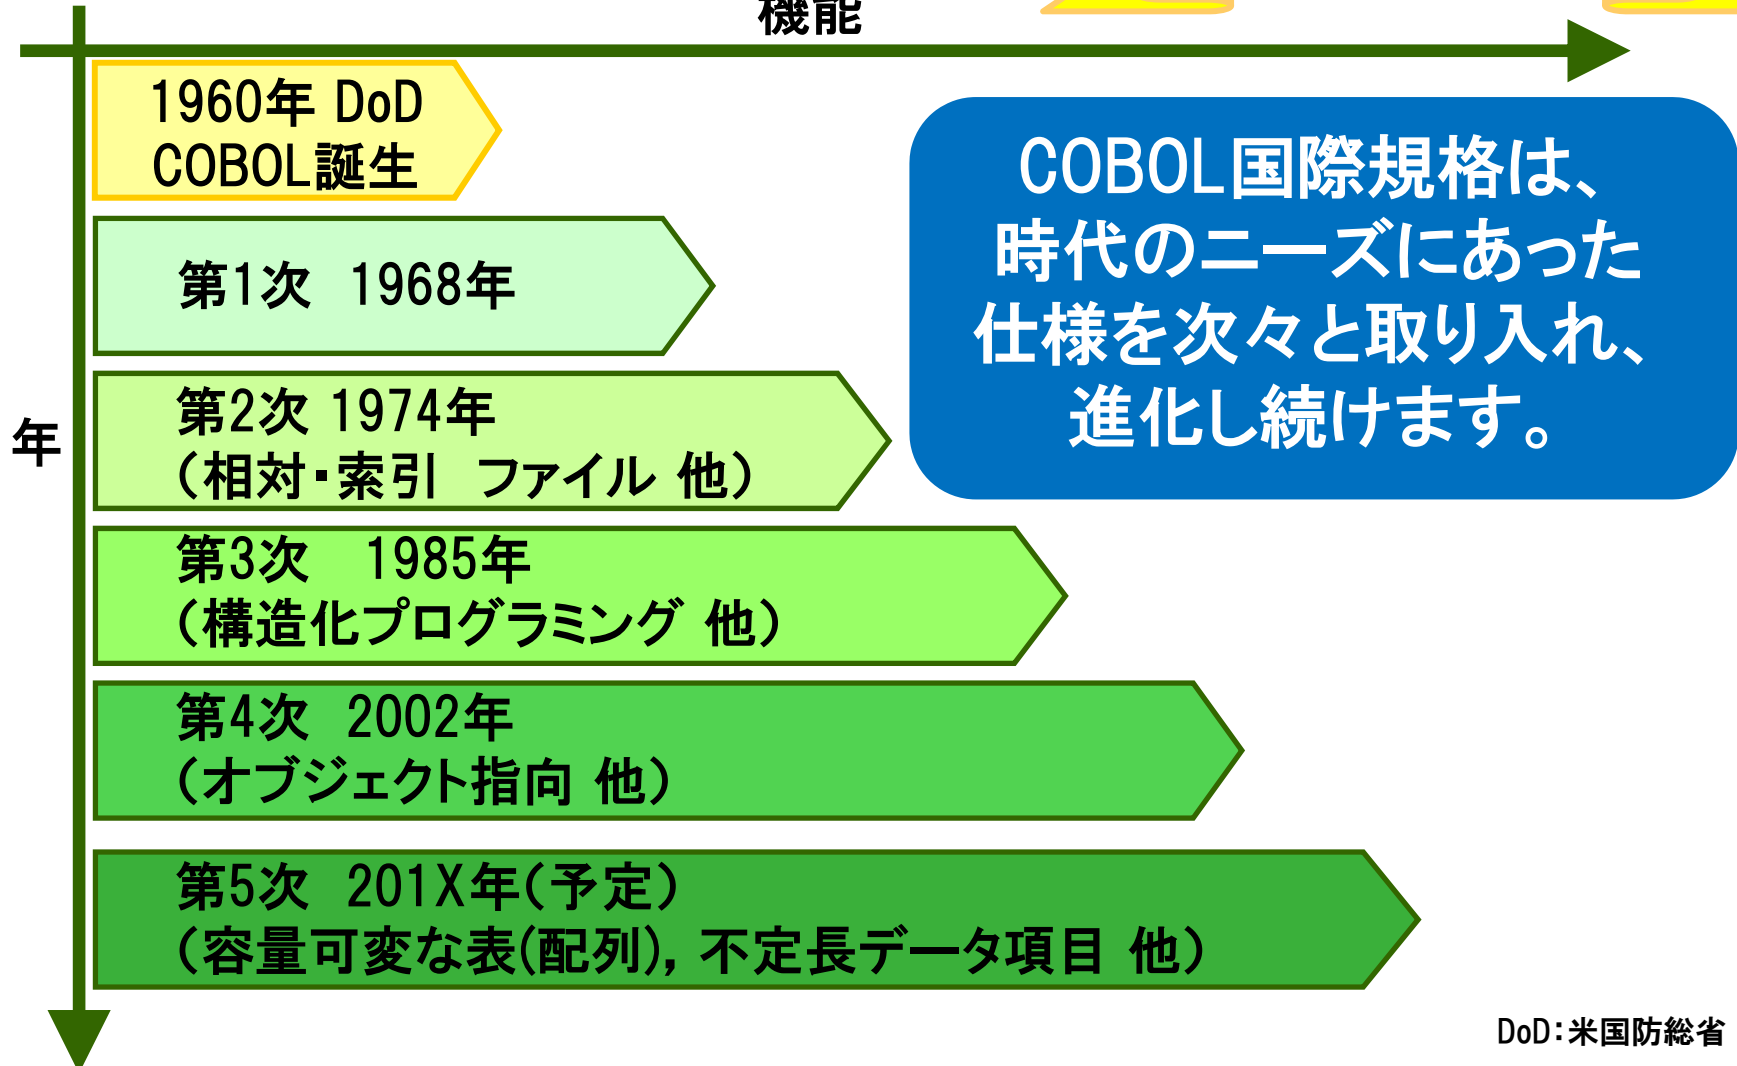 機能
1960年 DoD
COBOL誕生
第1次 1968年
第2次 1974年
（相対・索引 ファイル 他）
第3次 1985年
（構造化プログラミング 他）
第4次 2002年
（オブジェクト指向 他）
第5次 201X年（予定）
（容量可変な表(配列), 不定長データ項目 他）
年
COBOL国際規格は、
時代のニーズにあった
仕様を次々と取り入れ、
進化し続けます。
DoD：米国防総省